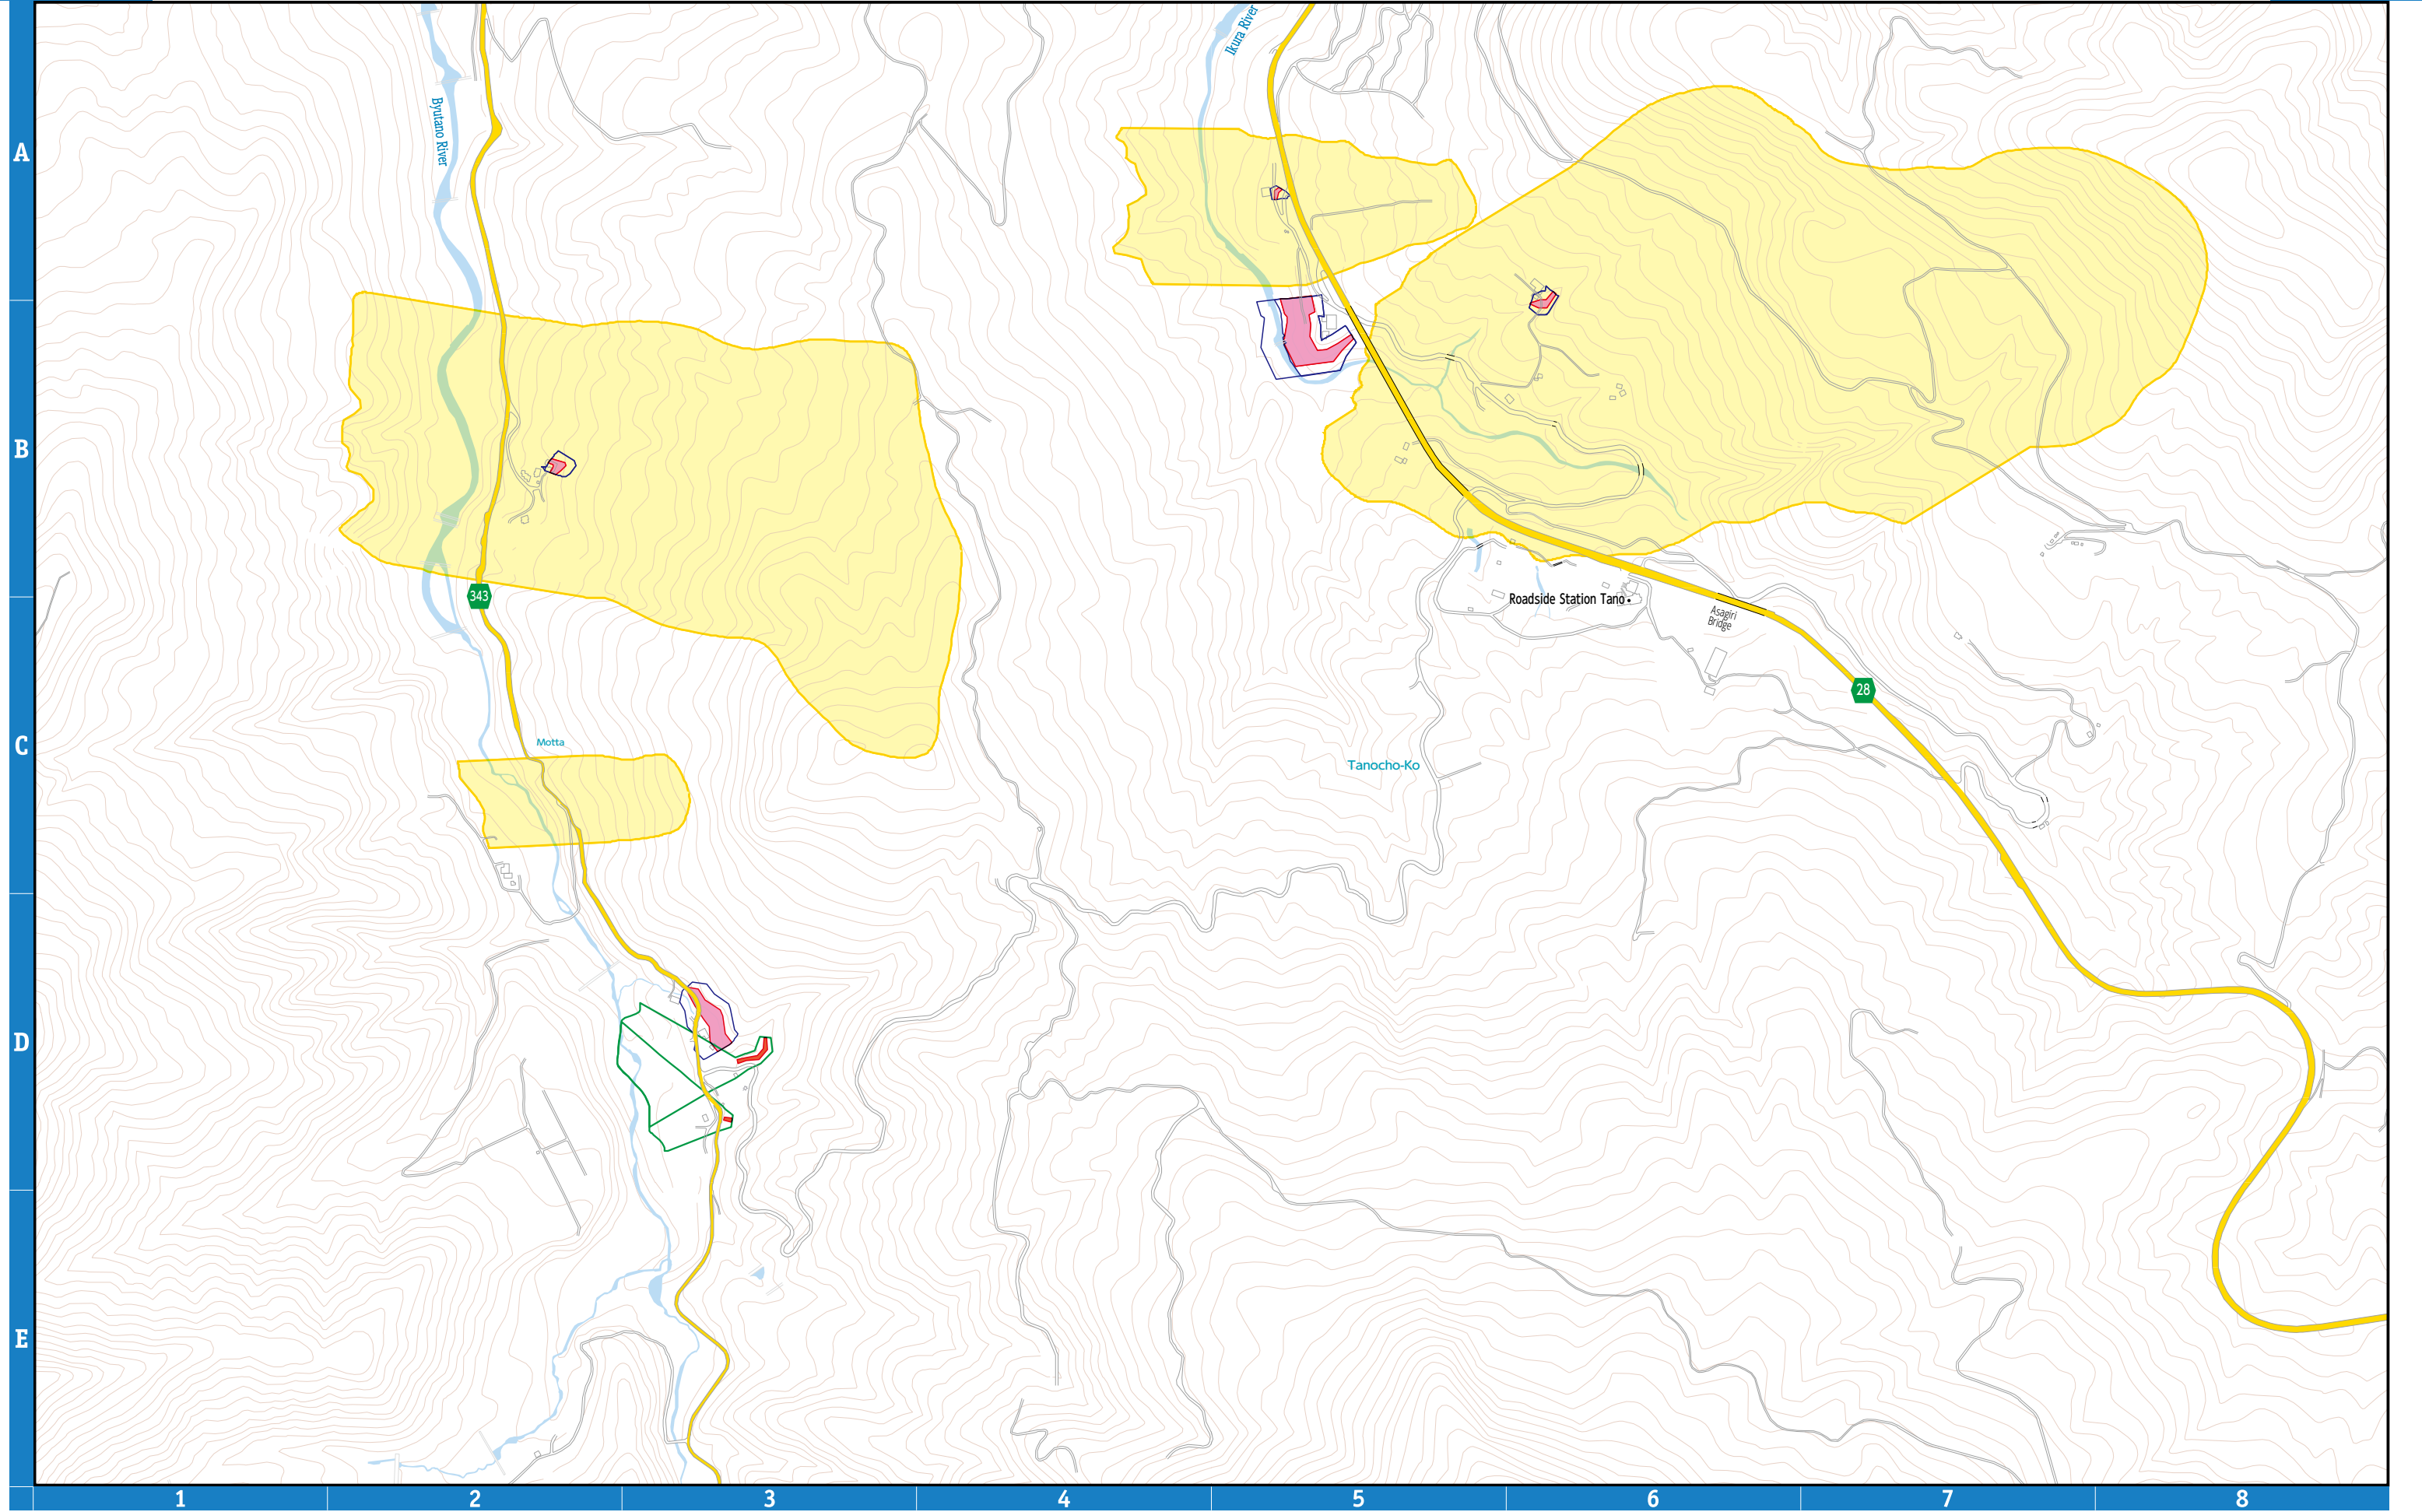 Byutano River
Ikura River
A
B
343
Roadside Station Tano
Asagiri
Bridge
28
Motta
Tanocho-Ko
C
D
E
1
2
3
4
5
6
7
8